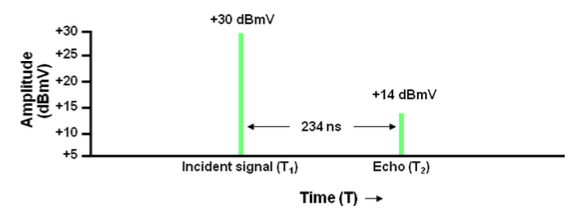 +30 dBmV
Amplitude
(dBmV)
+30
+25
+20
+15
+10
+5
+14 dBmV
234 ns
Incident signal (T₁)
Echo (T₂)
Time (T) →